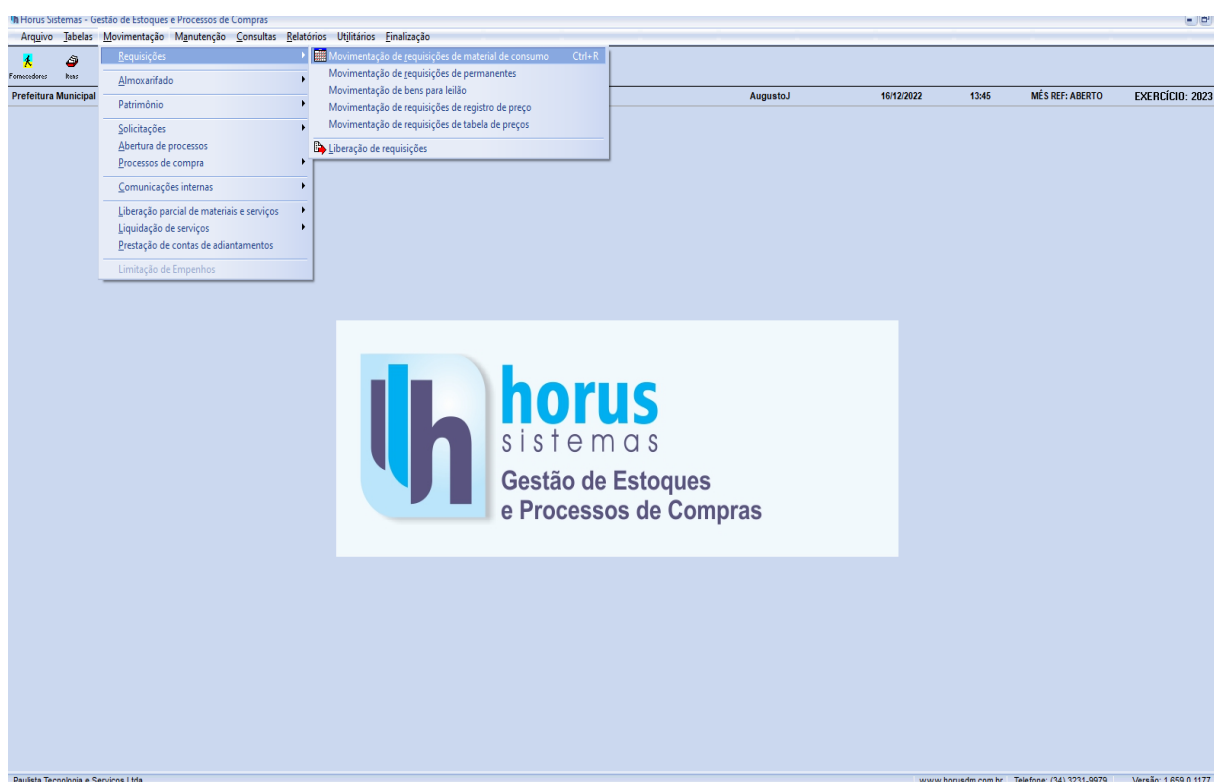 Horus Sistemas - Gestão de Estoques e Processos de Compras
Arquivo Tabelas Movimentação Manutenção Consultas Relatórios Utilitários Finalização
Fornecedores Itens
Prefeitura Municipal AugustoJ 16/12/2022 13:45 MÊS REF: ABERTO EXERCÍCIO: 2023
Requisições
Almoxarifado
Patrimônio
Solicitações
Abertura de processos
Processos de compra
Comunicações internas
Liberação parcial de materiais e serviços
Liquidação de serviços
Prestação de contas de adiantamentos
Limitação de Empenhos
Movimentação de requisições de material de consumo Ctrl+R
Movimentação de requisições de permanentes
Movimentação de bens para leilão
Movimentação de requisições de registro de preço
Movimentação de requisições de tabela de preços
Liberação de requisições
horus
sistemas
Gestão de Estoques
e Processos de Compras
Paulista Tecnologia e Serviços Ltda www.horusdm.com.br Telefone: (34) 3231-9979 Versão: 1.659.0.1177